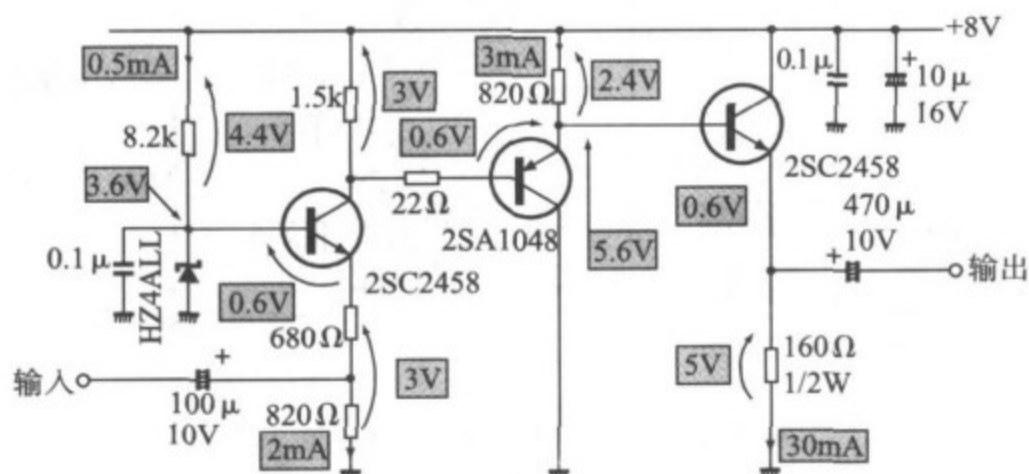 +8V
0.5mA
8.2k
4.4V
3.6V
0.1μ
HZ4ALL
0.6V
1.5k
3V
2SC2458
680Ω
3V
820Ω
2mA
输入
+
100μ
10V
22Ω
0.6V
3mA
820Ω
2.4V
2SA1048
5.6V
2SC2458
0.6V
0.1μ
+
10μ
16V
470μ
10V
+
输出
5V
160Ω
1/2W
30mA